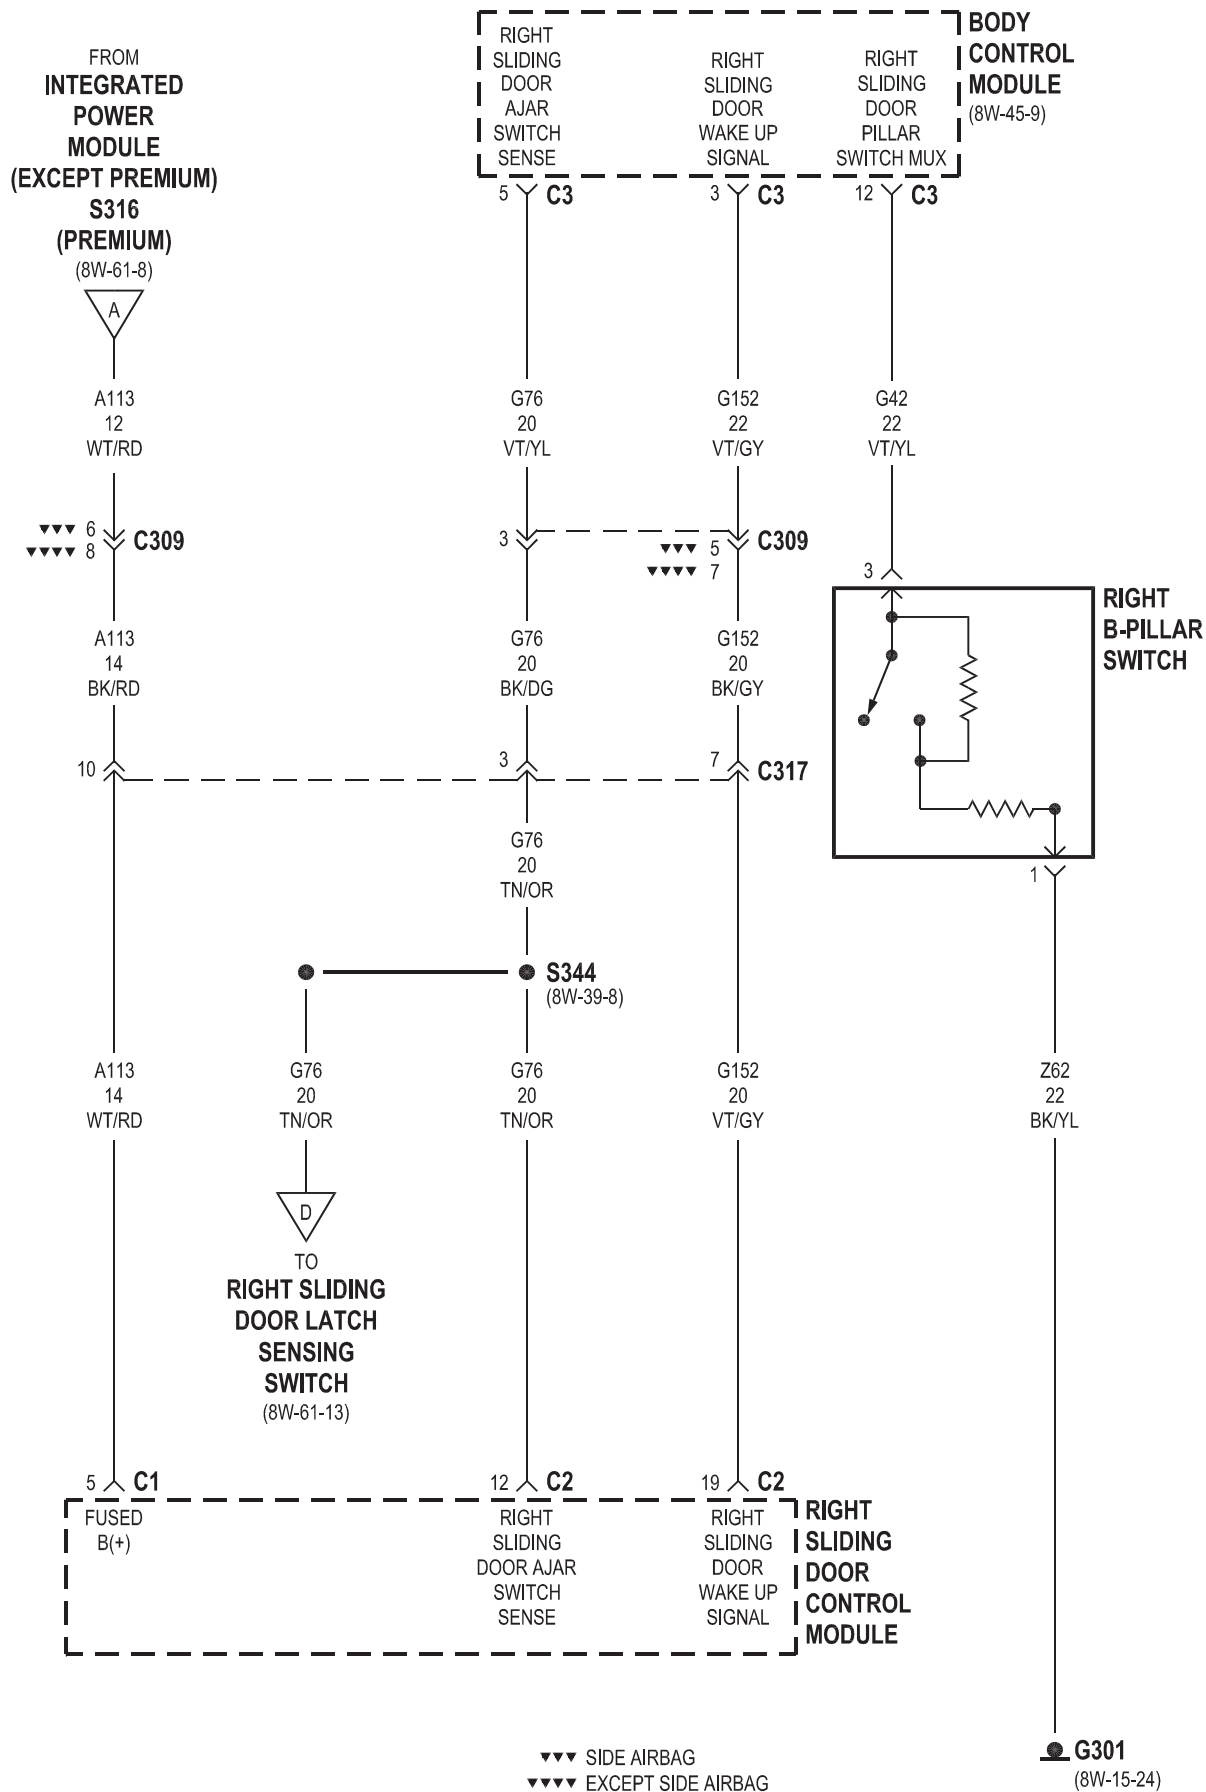 FROM
INTEGRATED
POWER
MODULE
(EXCEPT PREMIUM)
S316
(PREMIUM)
(8W-61-8)
A
RIGHT
SLIDING
DOOR
AJAR
SWITCH
SENSE
RIGHT
SLIDING
DOOR
WAKE UP
SIGNAL
RIGHT
SLIDING
DOOR
PILLAR
SWITCH MUX
BODY
CONTROL
MODULE
(8W-45-9)
5 C3
3 C3
12 C3
A113
12
WT/RD
G76
20
VT/YL
G152
22
VT/GY
G42
22
VT/YL
▼▼▼ 6
▼▼▼▼ 8
C309
3
▼▼▼ 5
▼▼▼▼ 7
C309
3
RIGHT
B-PILLAR
SWITCH
A113
14
BK/RD
G76
20
BK/DG
G152
20
BK/GY
10
3
7
C317
G76
20
TN/OR
1
S344
(8W-39-8)
A113
14
WT/RD
G76
20
TN/OR
G76
20
TN/OR
G152
20
VT/GY
Z62
22
BK/YL
D
TO
RIGHT SLIDING
DOOR LATCH
SENSING
SWITCH
(8W-61-13)
5 C1
12 C2
19 C2
FUSED
B(+)
RIGHT
SLIDING
DOOR AJAR
SWITCH
SENSE
RIGHT
SLIDING
DOOR
WAKE UP
SIGNAL
RIGHT
SLIDING
DOOR
CONTROL
MODULE
▼▼▼ SIDE AIRBAG
▼▼▼▼ EXCEPT SIDE AIRBAG
G301
(8W-15-24)